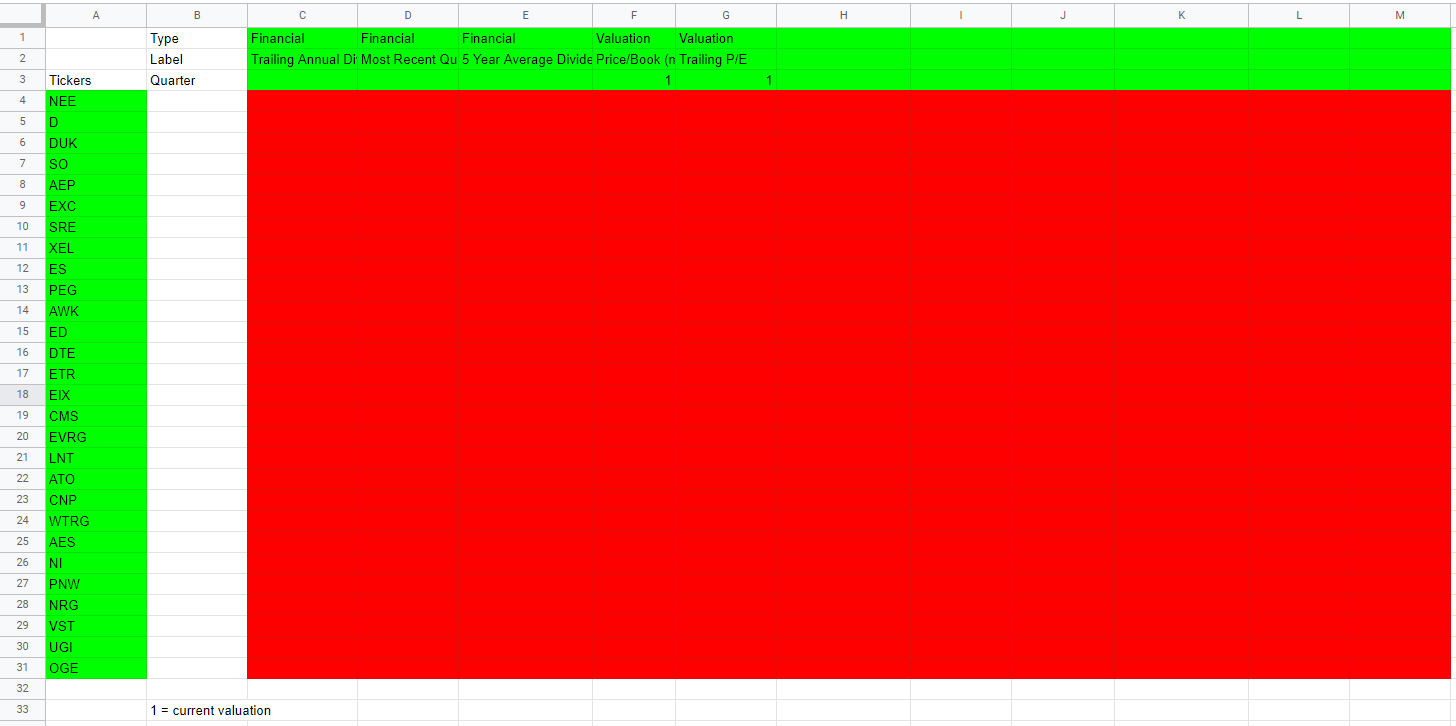 A B C D E F G H I J K L M
1 Type Financial Financial Financial Valuation Valuation
2 Label Trailing Annual Di Most Recent Qu 5 Year Average Divide Price/Book (m Trailing P/E
3 Tickers Quarter 1 1
4 NEE
5 D
6 DUK
7 SO
8 AEP
9 EXC
10 SRE
11 XEL
12 ES
13 PEG
14 AWK
15 ED
16 DTE
17 ETR
18 EIX
19 CMS
20 EVRG
21 LNT
22 ATO
23 CNP
24 WTRG
25 AES
26 NI
27 PNW
28 NRG
29 VST
30 UGI
31 OGE
32
33 1 = current valuation